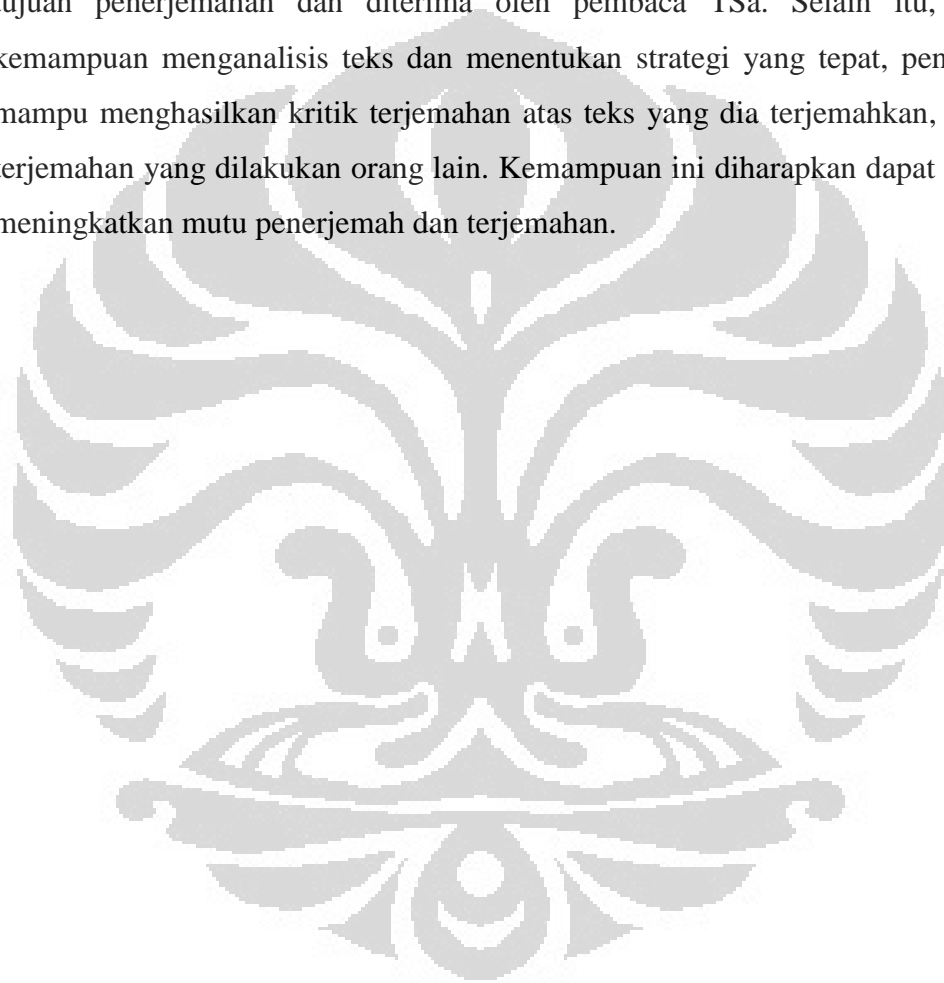 tujuan penerjemahan dan diterima oleh pembaca TSa. Selain itu,
kemampuan menganalisis teks dan menentukan strategi yang tepat, pen
mampu menghasilkan kritik terjemahan atas teks yang dia terjemahkan,
terjemahan yang dilakukan orang lain. Kemampuan ini diharapkan dapat
meningkatkan mutu penerjemah dan terjemahan.